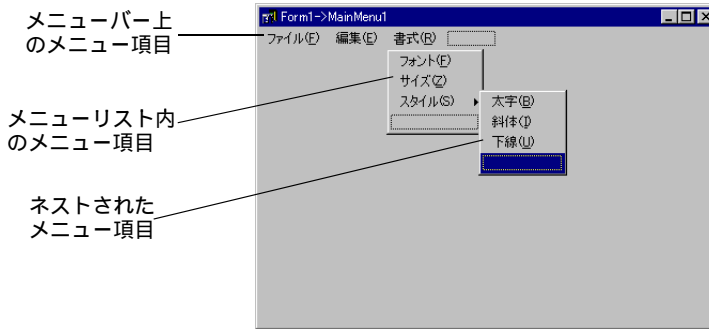 メニューバー上
のメニュー項目
メニューリスト内
のメニュー項目
ネストされた
メニュー項目
Form1->MainMenu1
ファイル(F) 編集(E) 書式(R)
フォント(F)
サイズ(Z)
スタイル(S)
太字(B)
斜体(I)
下線(U)